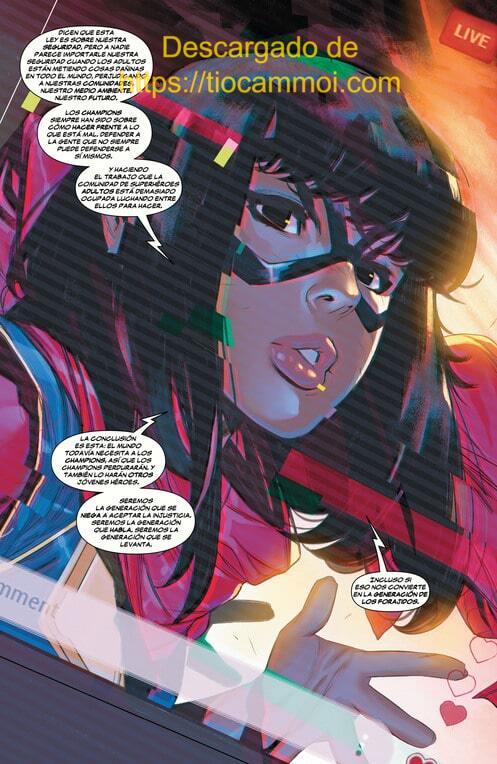 DICEN QUE ESTA
LEY ES SOBRE NUESTRA
SEGURIDAD, PERO A NADIE
PARECE IMPORTARLE NUESTRA
SEGURIDAD CUANDO LOS ADULTOS
ESTÁN METIENDO COSAS DAÑINAS
EN TODO EL MUNDO, PERJUDICANDO
A NUESTRAS COMUNIDADES,
NUESTRO MEDIO AMBIENTE,
NUESTRO FUTURO.
Descargado de
https://tiocammoi.com/
LIVE
LOS CHAMPIONS
SIEMPRE HAN SIDO SOBRE
CÓMO HACER FRENTE A LO
QUE ESTÁ MAL, DEFENDER A
LA GENTE QUE NO SIEMPRE
PUEDE DEFENDERSE A
SÍ MISMOS.
Y HACIENDO
EL TRABAJO QUE LA
COMUNIDAD DE SUPERHÉROES
ADULTOS ESTÁ DEMASIADO
OCUPADA LUCHANDO ENTRE
ELLOS PARA HACER.
LA CONCLUSIÓN
ES ESTA: EL MUNDO
TODAVÍA NECESITA A LOS
CHAMPIONS, ASÍ QUE LOS
CHAMPIONS PERDURARÁN, Y
TAMBIÉN LO HARÁN OTROS
JÓVENES HÉROES.
SEREMOS
LA GENERACIÓN QUE SE
NIEGA A ACEPTAR LA INJUSTICIA.
SEREMOS LA GENERACIÓN
QUE HABLA. SEREMOS LA
GENERACIÓN QUE SE
LEVANTA.
INCLUSO SI
ESO NOS CONVIERTE
EN LA GENERACIÓN DE
LOS FORAJIDOS.
omment